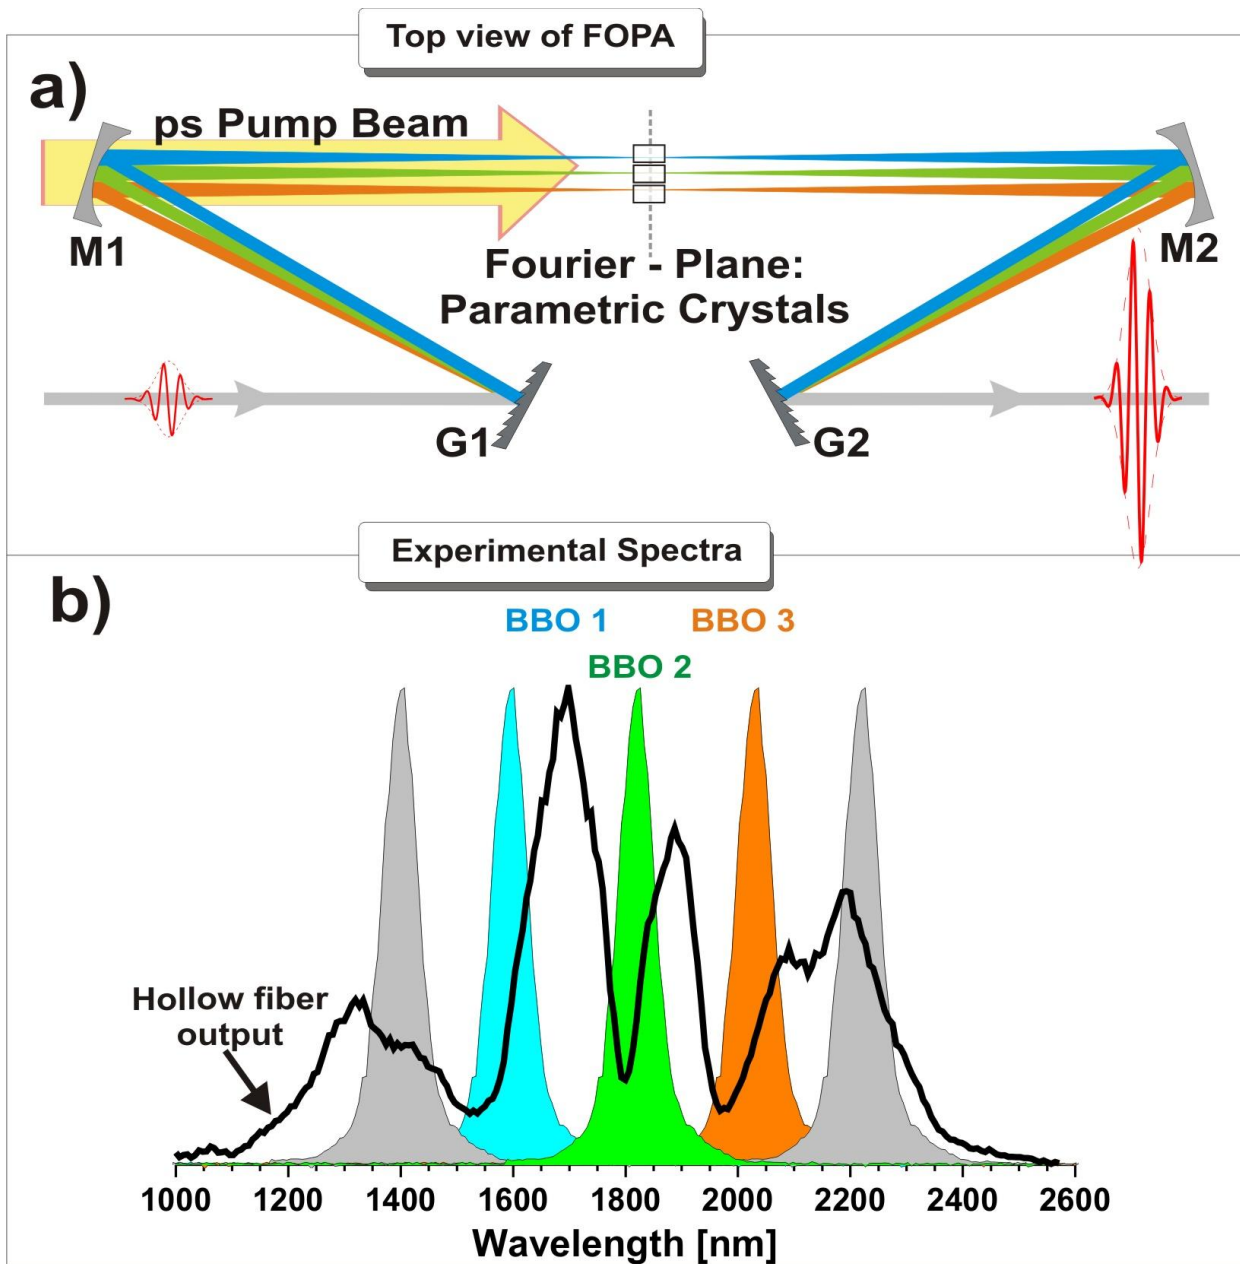 Top view of FOPA
a)
ps Pump Beam
M1
M2
Fourier - Plane:
Parametric Crystals
G1
G2
Experimental Spectra
b)
BBO 1
BBO 3
BBO 2
Hollow fiber
output
1000 1200 1400 1600 1800 2000 2200 2400 2600
Wavelength [nm]